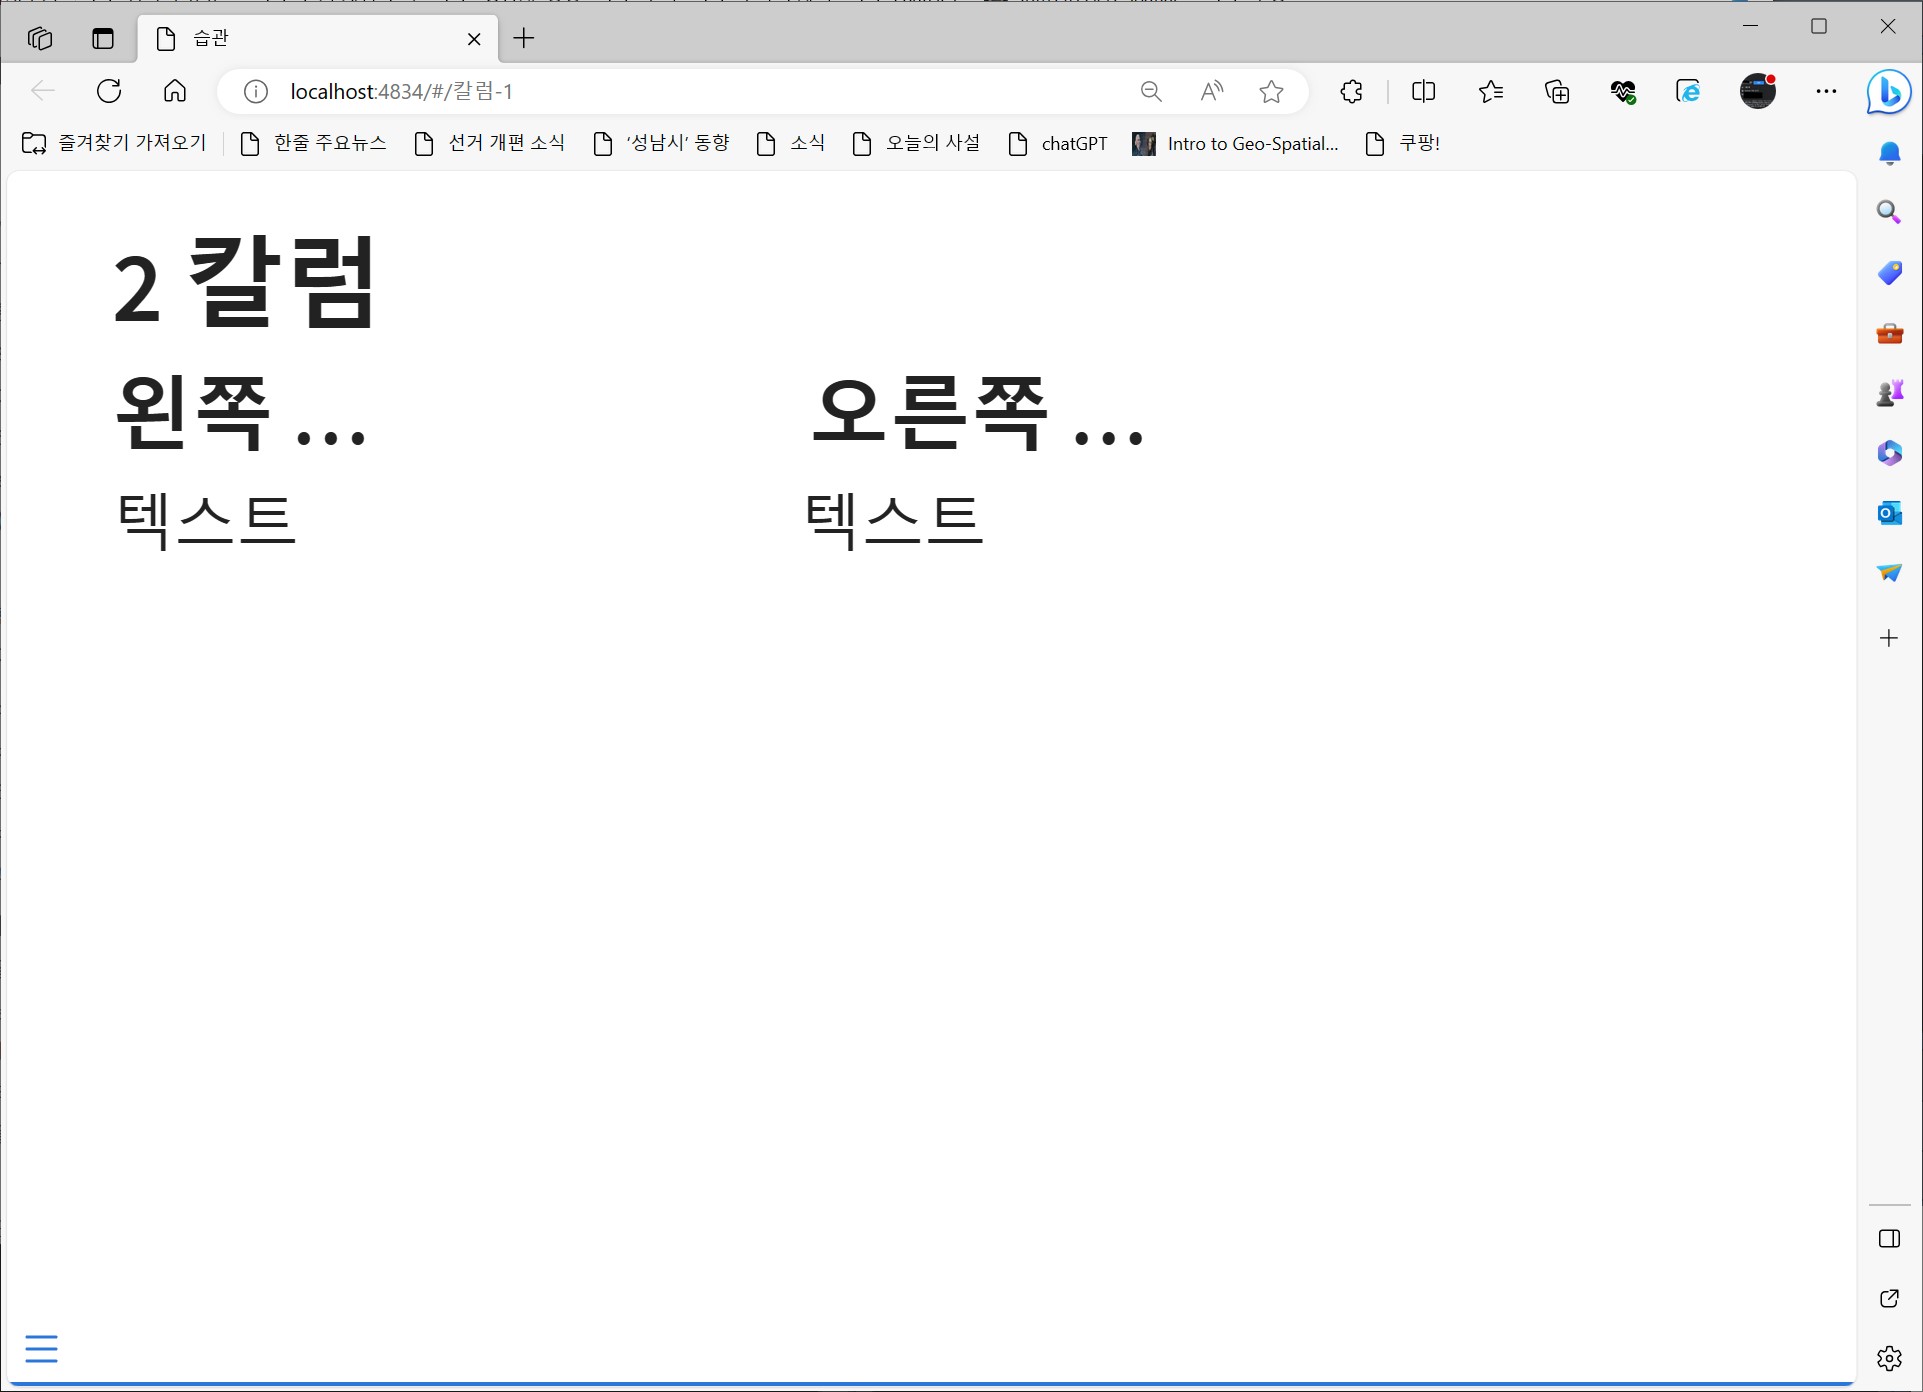 습관
localhost:4834/#/칼럼-1
즐겨찾기 가져오기 한줄 주요뉴스 선거 개편 소식 '성남시' 동향 소식 오늘의 사설 chatGPT Intro to Geo-Spatial... 쿠팡!
2 칼럼
왼쪽 ... 오른쪽 ...
텍스트 텍스트